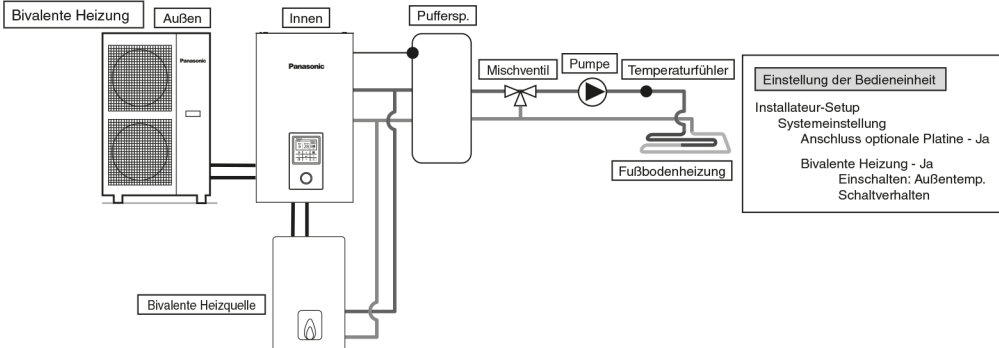 Bivalente Heizung
Außen
Innen
Puffersp.
Panasonic
Panasonic
Mischventil
Pumpe
Temperaturfühler
Fußbodenheizung
Bivalente Heizquelle
Einstellung der Bedieneinheit
Installateur-Setup
Systemeinstellung
Anschluss optionale Platine - Ja
Bivalente Heizung - Ja
Einschalten: Außentemp.
Schaltverhalten